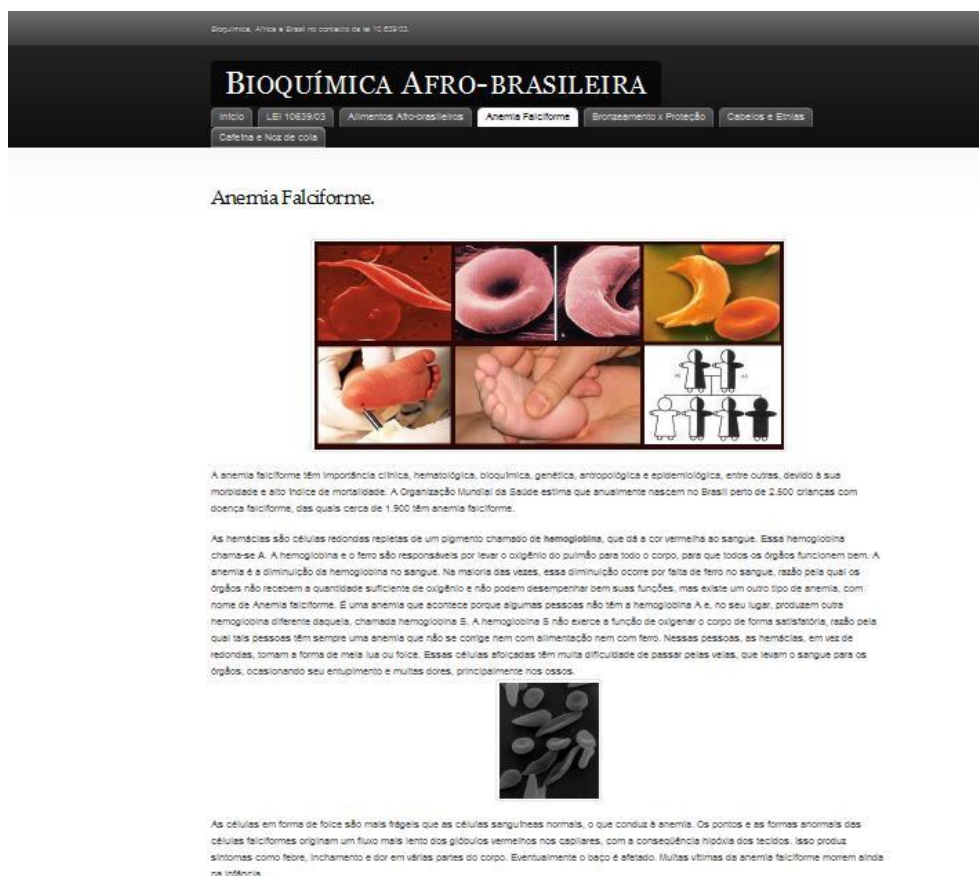 Bioquímica, África e Brasil no contexto da lei 10.639/03.
BIOQUÍMICA AFRO-BRASILEIRA
Início LEI 10639/03 Alimentos Afro-brasileiros Anemia Falciforme Bronzeamento x Proteção Cabelos e Etnias
Cafeína e Noz de cola
Anemia Falciforme.
A anemia falciforme têm importância clínica, hematológica, bioquímica, genética, antropológica e epidemiológica, entre outras, devido à sua
morbidade e alto índice de mortalidade. A Organização Mundial da Saúde estima que anualmente nascem no Brasil perto de 2.500 crianças com
doença falciforme, das quais cerca de 1.900 têm anemia falciforme.
As hemácias são células redondas repletas de um pigmento chamado de hemoglobina, que dá a cor vermelha ao sangue. Essa hemoglobina
chama-se A. A hemoglobina e o ferro são responsáveis por levar o oxigênio do pulmão para todo o corpo, para que todos os órgãos funcionem bem. A
anemia é a diminuição da hemoglobina no sangue. Na maioria das vezes, essa diminuição ocorre por falta de ferro no sangue, razão pela qual os
órgãos não recebem a quantidade suficiente de oxigênio e não podem desempenhar bem suas funções, mas existe um outro tipo de anemia, com
nome de Anemia falciforme. É uma anemia que acontece porque algumas pessoas não têm a hemoglobina A e, no seu lugar, produzem outra
hemoglobina diferente daquela, chamada hemoglobina S. A hemoglobina S não exerce a função de oxigenar o corpo de forma satisfatória, razão pela
qual tais pessoas têm sempre uma anemia que não se corrige nem com alimentação nem com ferro. Nessas pessoas, as hemácias, em vez de
redondas, tomam a forma de meia lua ou foice. Essas células afoiçadas têm muita dificuldade de passar pelas veias, que levam o sangue para os
órgãos, ocasionando seu entupimento e muitas dores, principalmente nos ossos.
As células em forma de foice são mais frágeis que as células sanguíneas normais, o que conduz à anemia. Os pontos e as formas anormais das
células falciformes originam um fluxo mais lento dos glóbulos vermelhos nos capilares, com a conseqüência hipóxia dos tecidos. Isso produz
sintomas como febre, inchamento e dor em várias partes do corpo. Eventualmente o baço é afetado. Muitas vítimas da anemia falciforme morrem ainda
na infância.